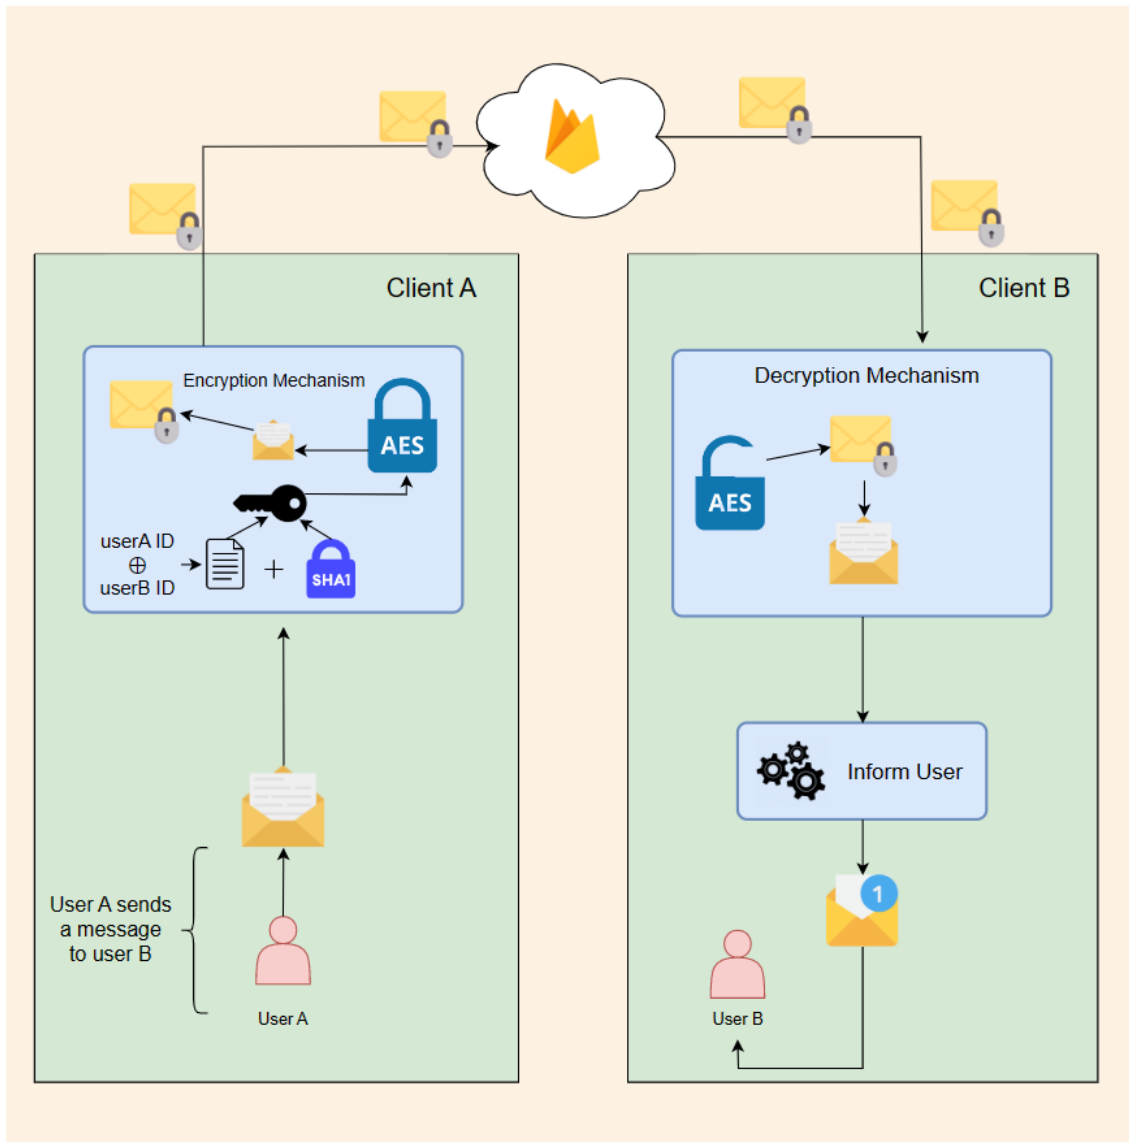 Client A
Encryption Mechanism
AES
userA ID
⊕
userB ID
+
SHA1
User A sends
a message
to user B
User A
Client B
Decryption Mechanism
AES
Inform User
1
User B